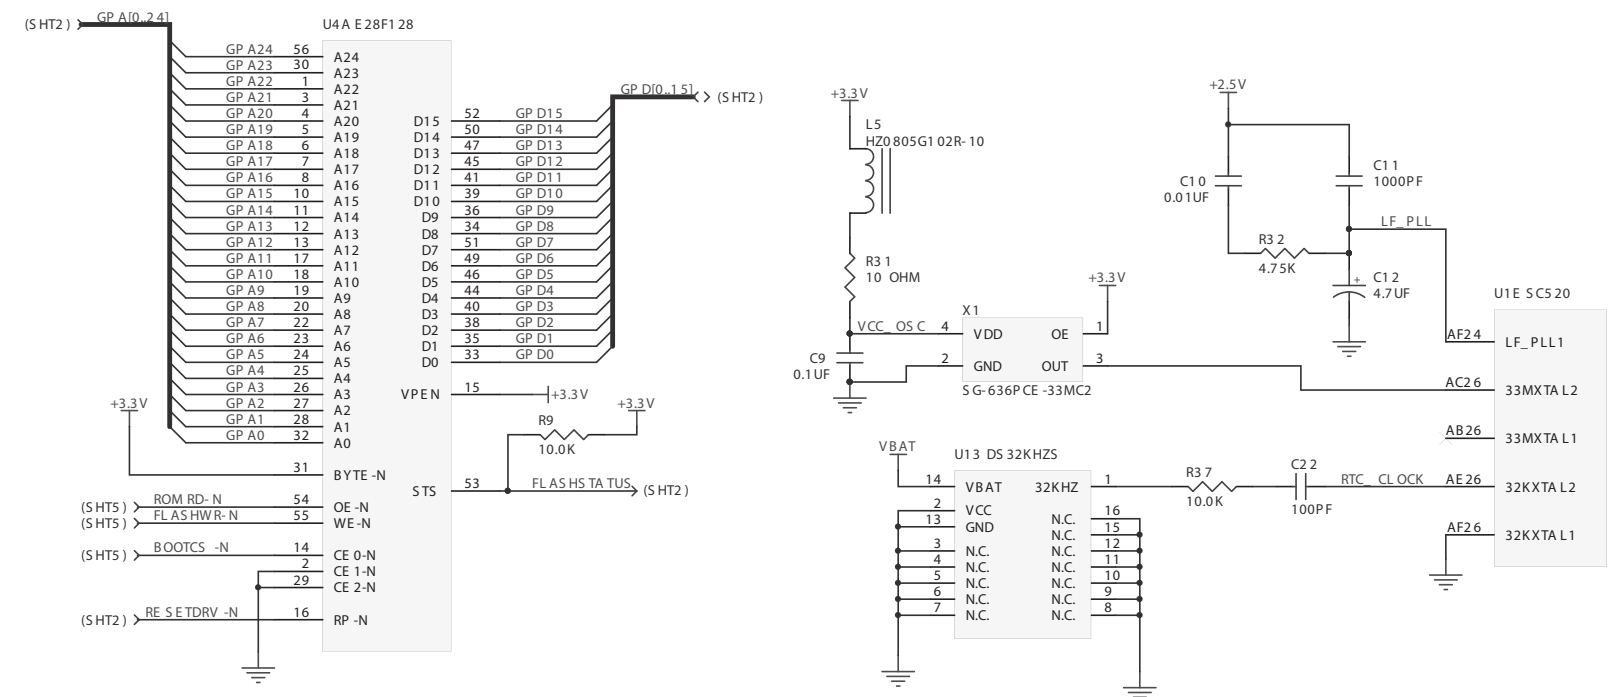 (SHT2) GPA[0..24]
U4A E28F128
GPA24 56 A24
GPA23 30 A23
GPA22 1 A22
GPA21 3 A21
GPA20 4 A20
GPA19 5 A19
GPA18 6 A18
GPA17 7 A17
GPA16 8 A16
GPA15 10 A15
GPA14 11 A14
GPA13 12 A13
GPA12 13 A12
GPA11 17 A11
GPA10 18 A10
GPA9 19 A9
GPA8 20 A8
GPA7 22 A7
GPA6 23 A6
GPA5 24 A5
GPA4 25 A4
GPA3 26 A3
GPA2 27 A2
GPA1 28 A1
GPA0 32 A0
+3.3V
31 BYTE-N
(SHT5) ROMRD-N 54 OE-N
(SHT5) FLASHWR-N 55 WE-N
(SHT5) BOOTCS-N 14 CE0-N
2 CE1-N
29 CE2-N
(SHT2) RESETDRV-N 16 RP-N
GPD[0..15] (SHT2)
D15 52 GPD15
D14 50 GPD14
D13 47 GPD13
D12 45 GPD12
D11 41 GPD11
D10 39 GPD10
D9 36 GPD9
D8 34 GPD8
D7 51 GPD7
D6 49 GPD6
D5 46 GPD5
D4 44 GPD4
D3 40 GPD3
D2 38 GPD2
D1 35 GPD1
D0 33 GPD0
VPEN 15 +3.3V
+3.3V
R9
10.0K
STS 53 FLASHSTATUS (SHT2)
+3.3V
L5
HZ0805G102R-10
R31
10 OHM
VCC_OSC
C9
0.1UF
X1
4 VDD OE 1
2 GND OUT 3
SG-636PCE-33MC2
+3.3V
VBAT
U13 DS32KHZS
14 VBAT 32KHZ 1
2 VCC
13 GND
3 N.C.
4 N.C.
5 N.C.
6 N.C.
7 N.C.
N.C. 16
N.C. 15
N.C. 12
N.C. 11
N.C. 10
N.C. 9
N.C. 8
R37
10.0K
C22
100PF
RTC_CLOCK
+2.5V
C10
0.01UF
C11
1000PF
R32
4.75K
LF_PLL
+
C12
4.7UF
U1E SC520
AF24 LF_PLL1
AC26 33MXTAL2
AB26 33MXTAL1
AE26 32KXTAL2
AF26 32KXTAL1